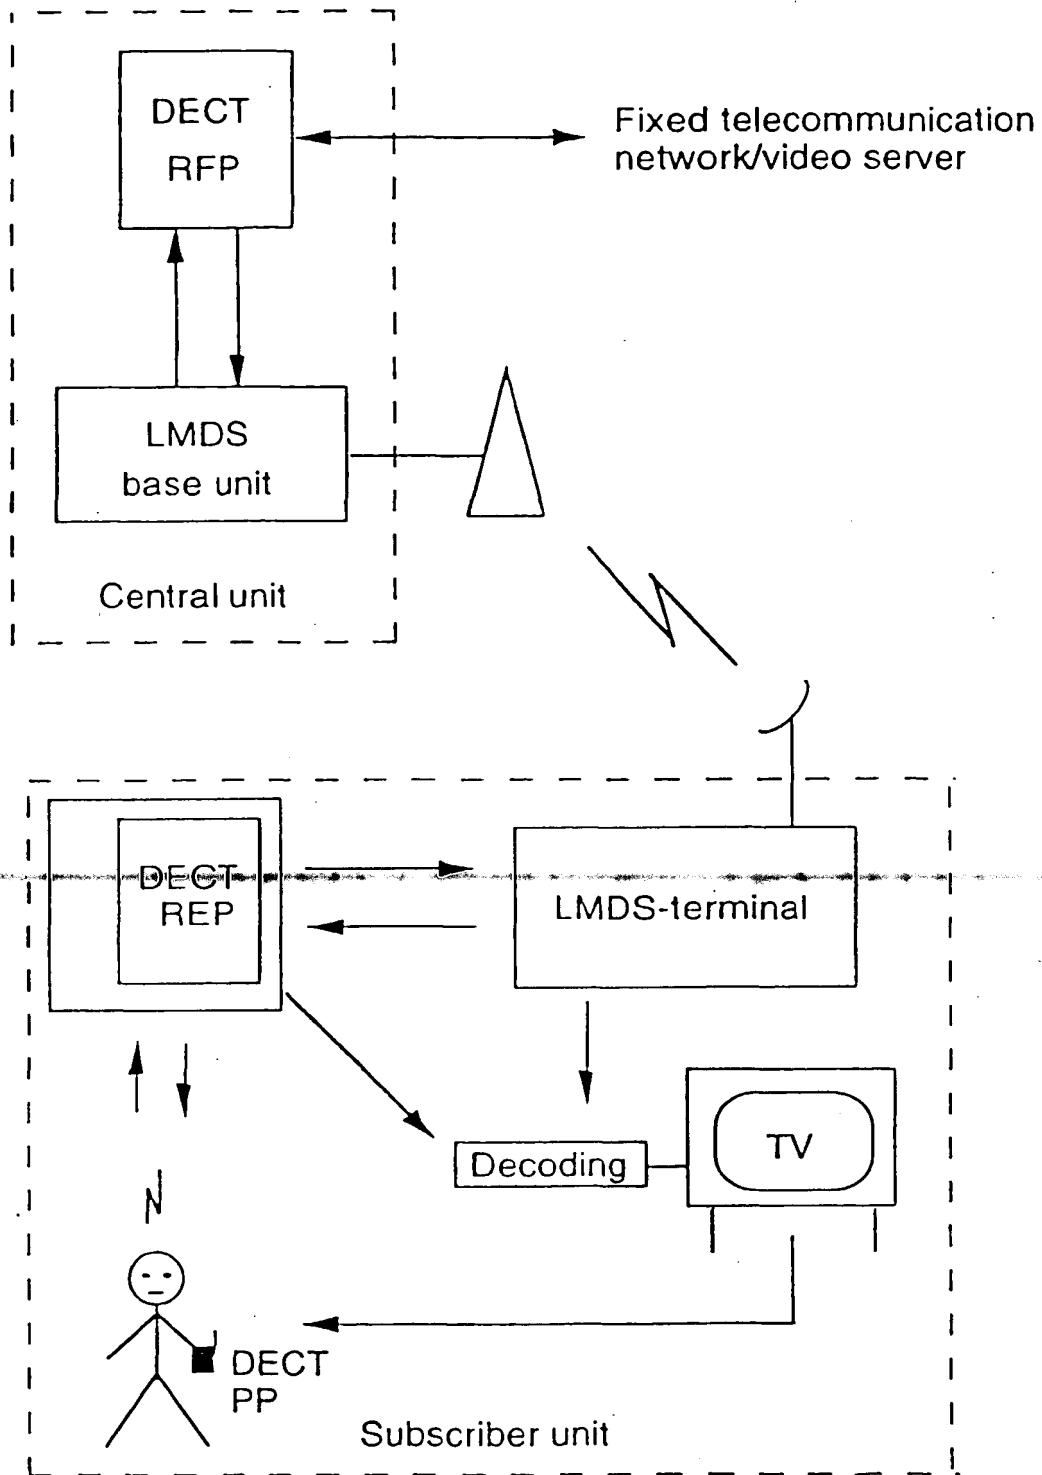 DECT
RFP
Fixed telecommunication
network/video server
LMDS
base unit
Central unit
DECT
REP
LMDS-terminal
TV
Decoding
DECT
PP
Subscriber unit